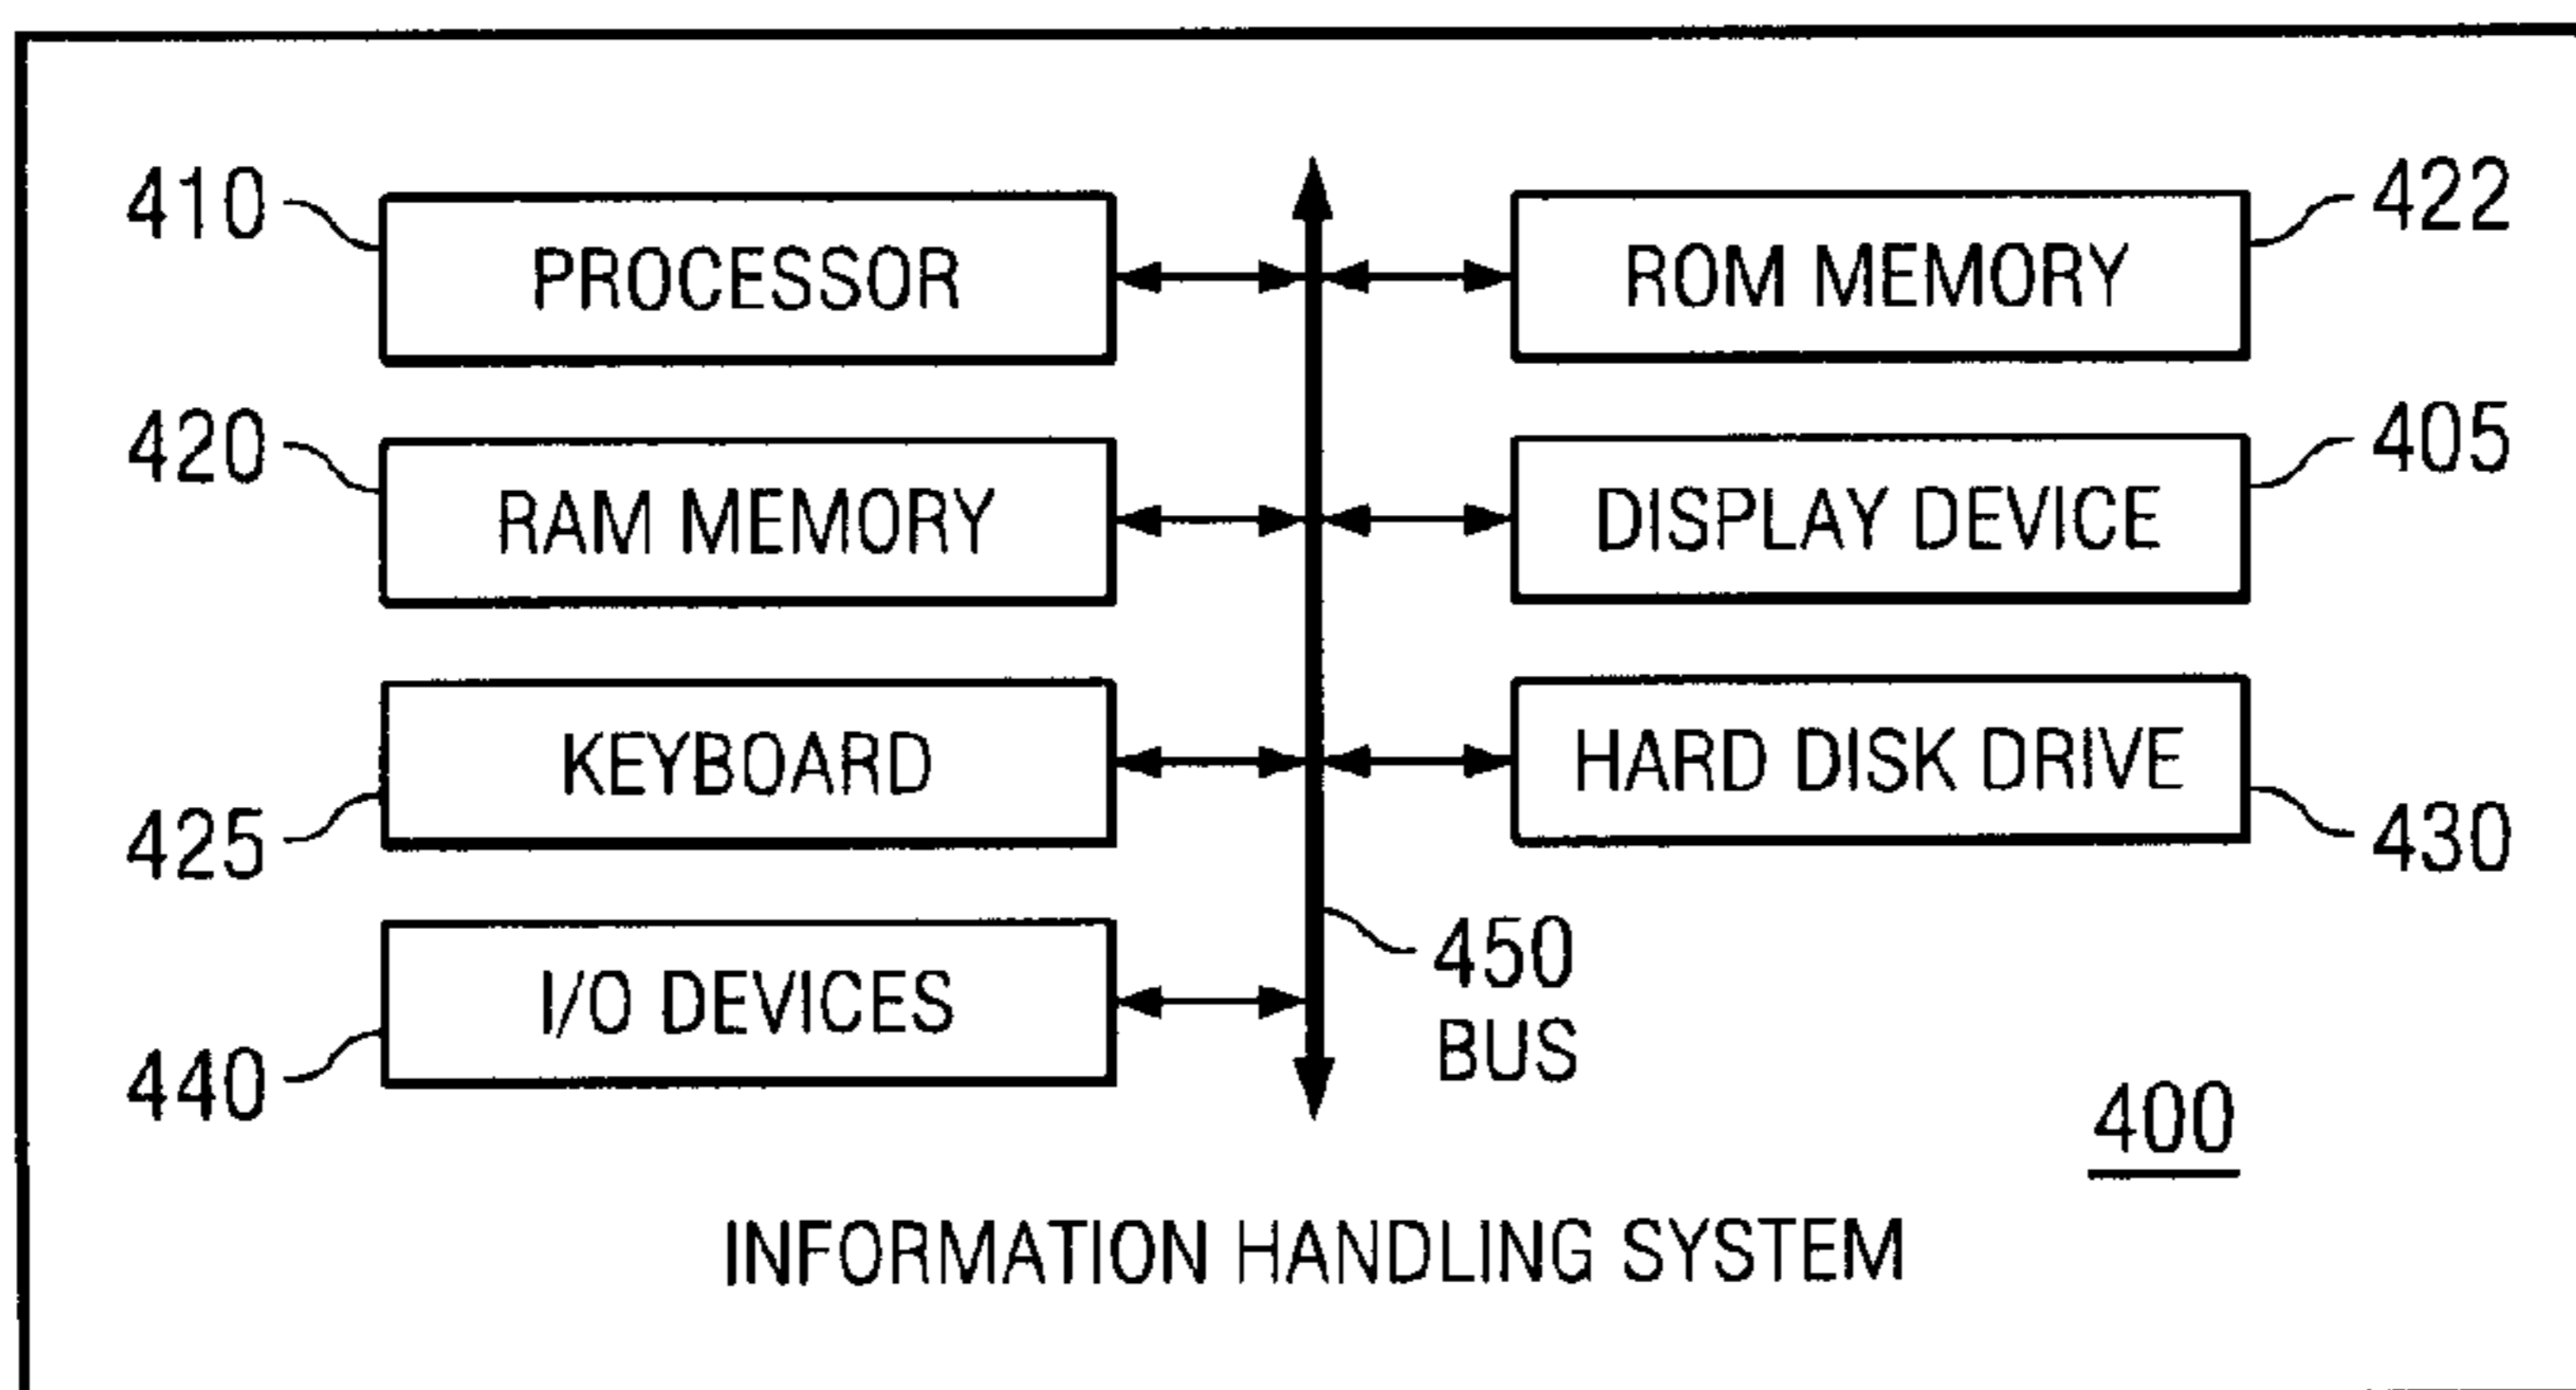 410
PROCESSOR
ROM MEMORY
422
420
RAM MEMORY
DISPLAY DEVICE
405
425
KEYBOARD
HARD DISK DRIVE
430
440
I/O DEVICES
450
BUS
400
INFORMATION HANDLING SYSTEM